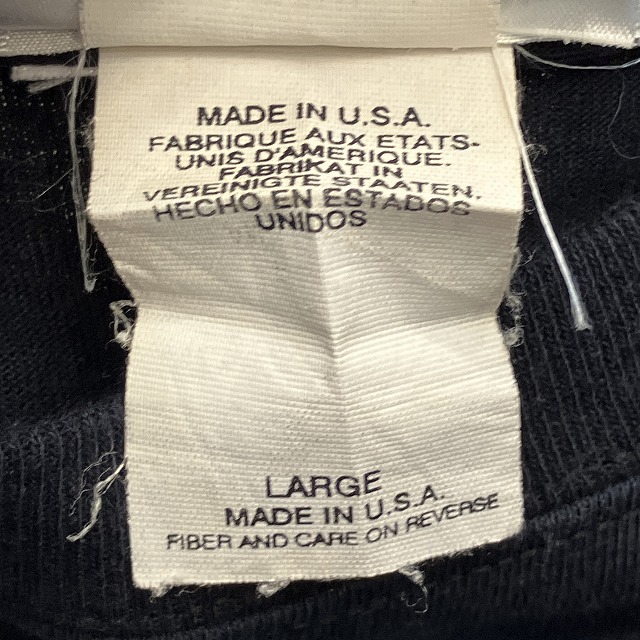 MADE IN U.S.A.
FABRIQUE AUX ETATS-
UNIS D'AMERIQUE.
FABRIKAT IN
VEREINIGTE STAATEN.
HECHO EN ESTADOS
UNIDOS
LARGE
MADE IN U.S.A.
FIBER AND CARE ON REVERSE